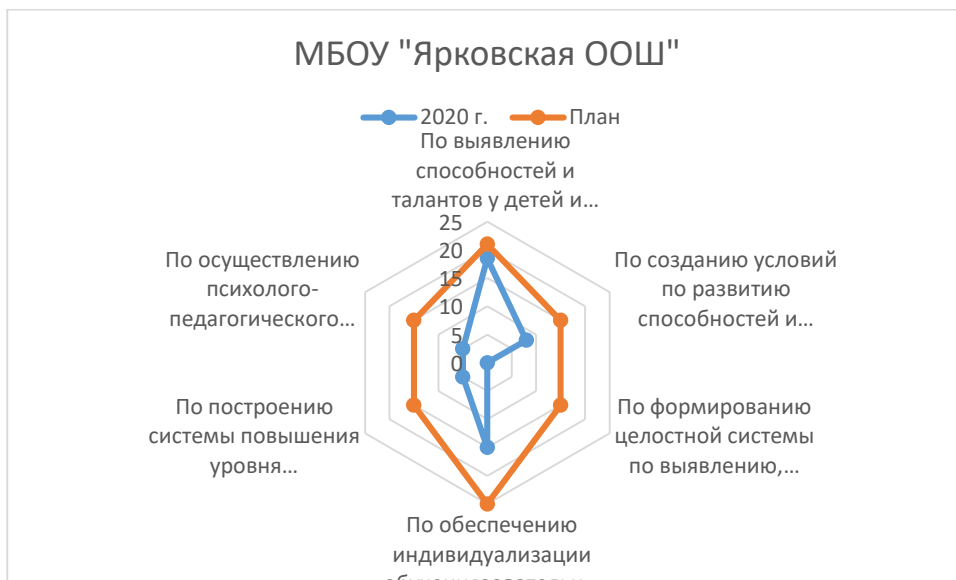 МБОУ "Ярковская ООШ"
2020 г. План
По выявлению
способностей и
талантов у детей и…
25
20
15
10
5
0
По созданию условий
по развитию
способностей и…
По формированию
целостной системы
по выявлению,…
По обеспечению
индивидуализации
По построению
системы повышения
уровня…
По осуществлению
психолого-
педагогического…